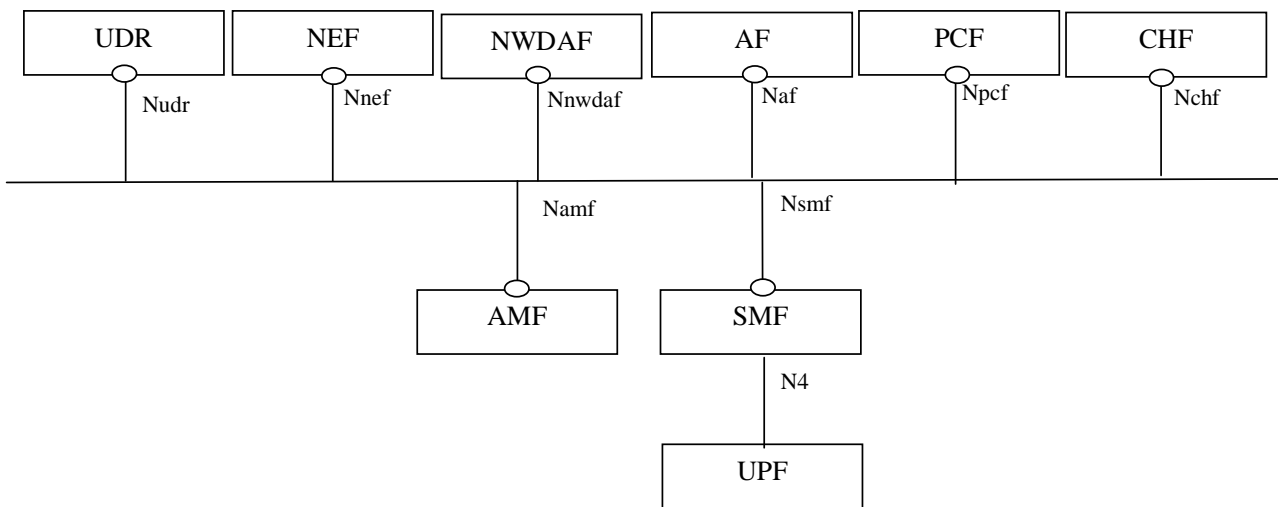 UDR NEF NWDAF AF PCF CHF
Nudr Nnef Nnwdaf Naf Npcf Nchf
Namf Nsmf
AMF SMF
N4
UPF